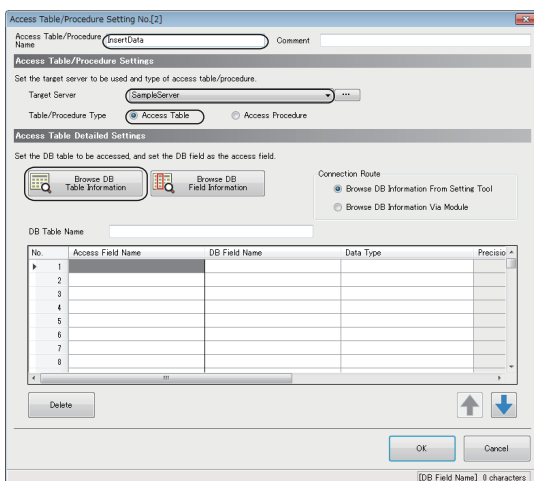 Access Table/Procedure Setting No.[2]
Access Table/Procedure Name InsertData Comment
Access Table/Procedure Settings
Set the target server to be used and type of access table/procedure.
Target Server SampleServer ...
Table/Procedure Type Access Table Access Procedure
Access Table Detailed Settings
Set the DB table to be accessed, and set the DB field as the access field.
Browse DB Table Information
Browse DB Field Information
Connection Route
Browse DB Information From Setting Tool
Browse DB Information Via Module
DB Table Name
No. Access Field Name DB Field Name Data Type Precisio
1
2
3
4
5
6
7
8
Delete
OK Cancel
[DB Field Name] 0 characters